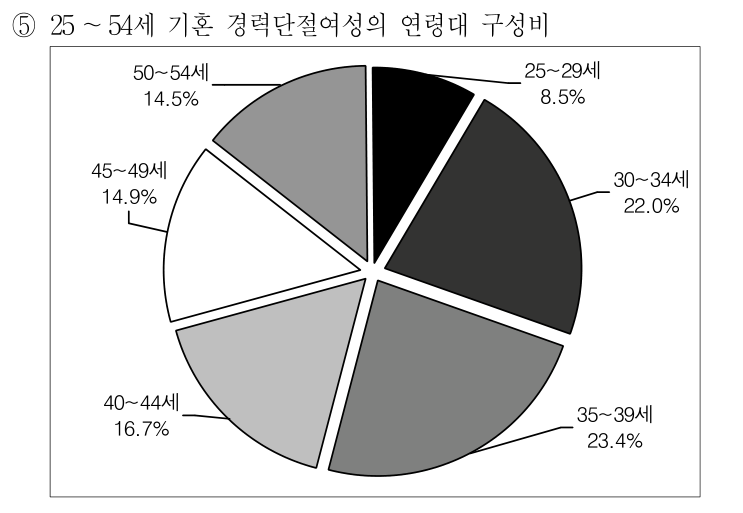 ⑤ 25 ~ 54세 기혼 경력단절여성의 연령대 구성비
25~29세
8.5%
30~34세
22.0%
35~39세
23.4%
40~44세
16.7%
45~49세
14.9%
50~54세
14.5%